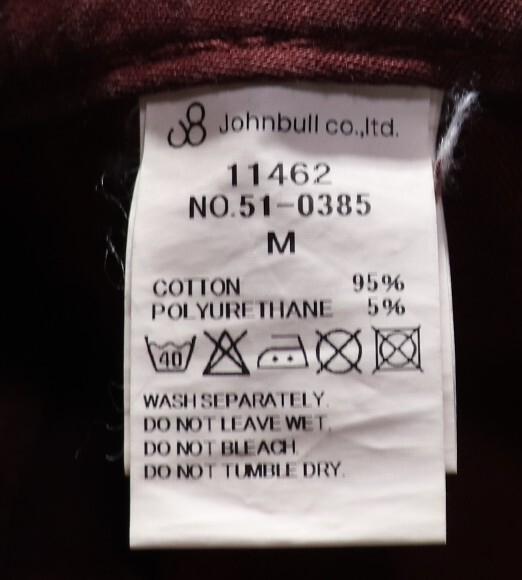 Johnbull co.,ltd.
11462
NO.51-0385
M
COTTON 95%
POLYURETHANE 5%
40
WASH SEPARATELY.
DO NOT LEAVE WET.
DO NOT BLEACH.
DO NOT TUMBLE DRY.